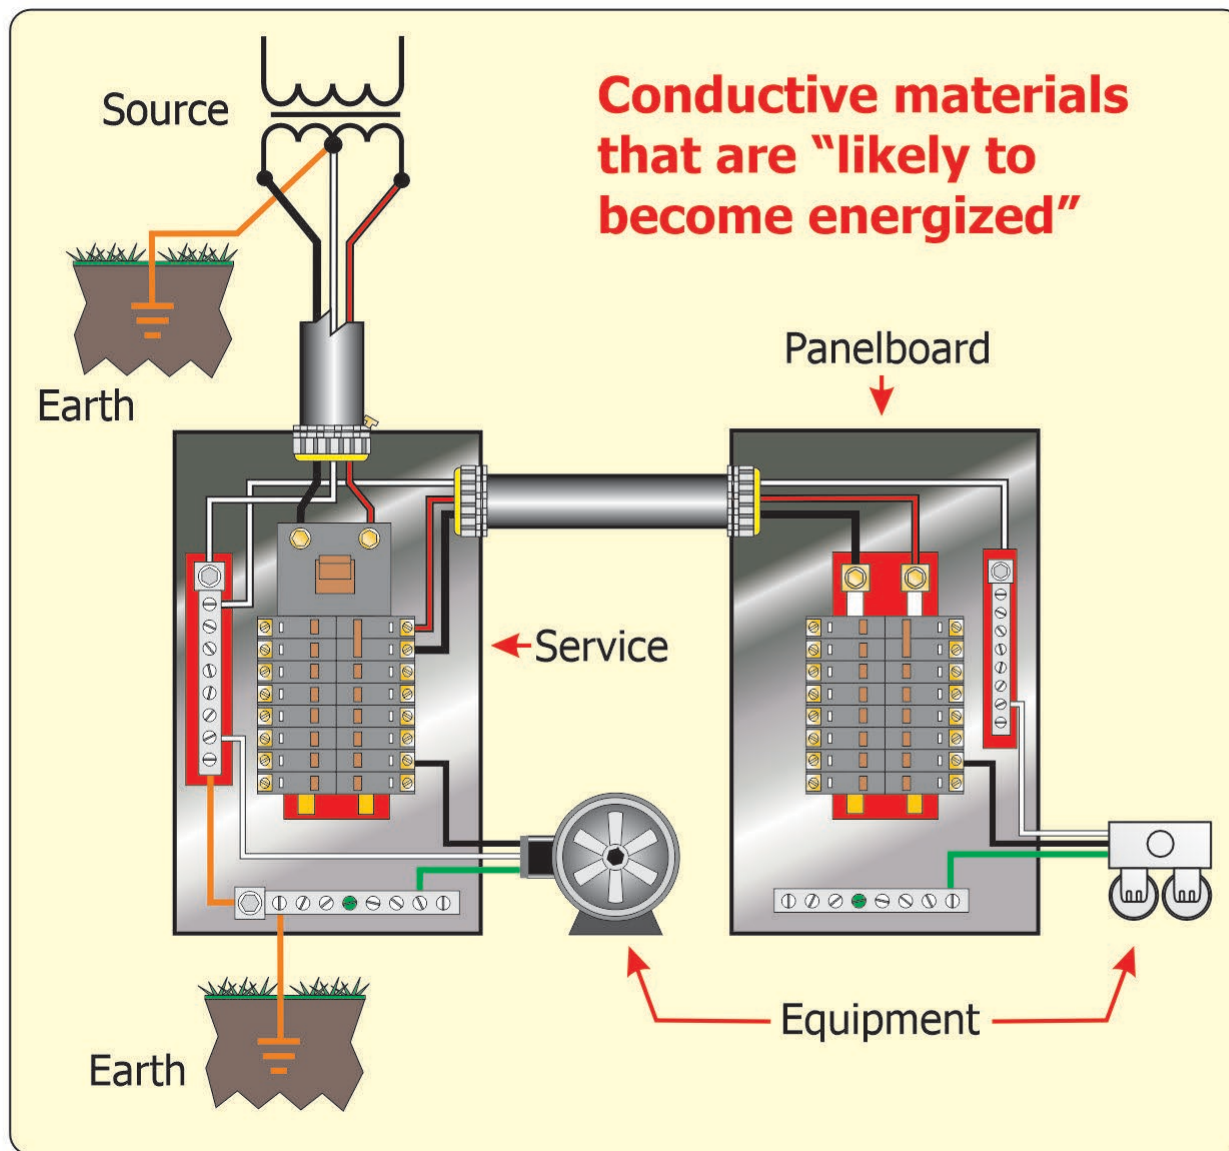 Source
Conductive materials
that are “likely to
become energized”
Earth
Panelboard
Service
Equipment
Earth